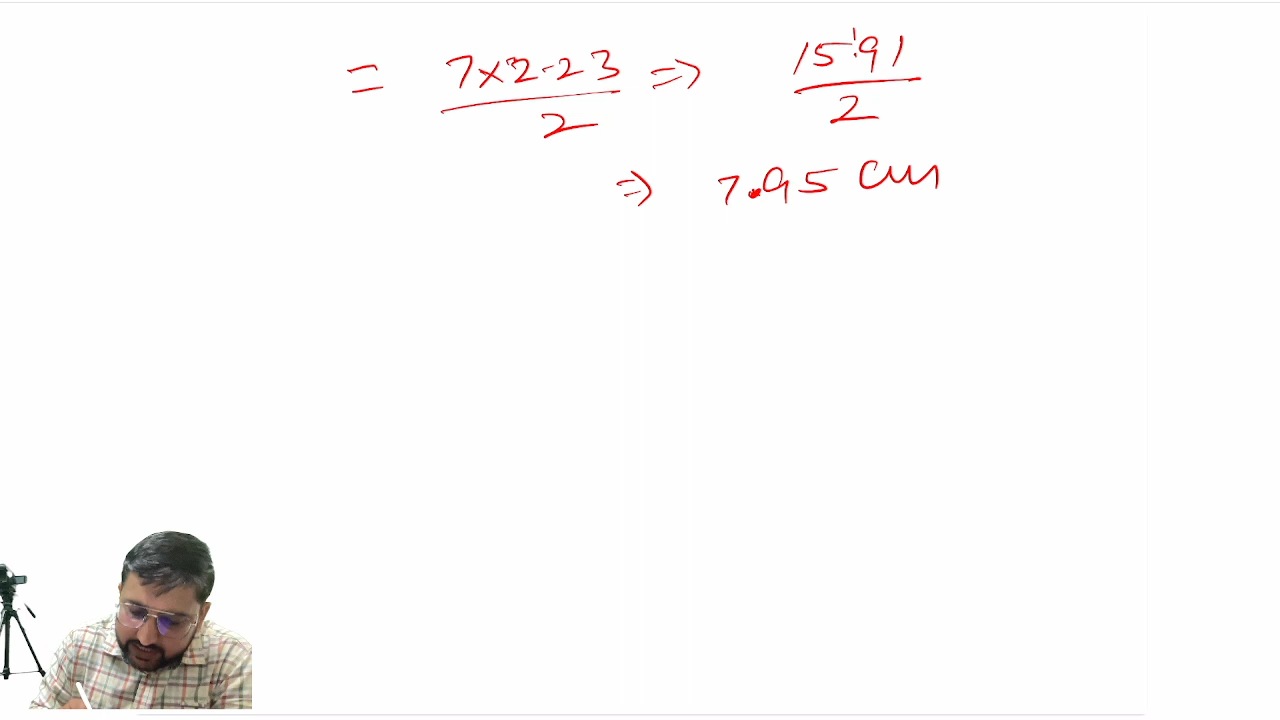 = 7×2.23/2 ⇒ 15.91/2
⇒ 7.95 cm